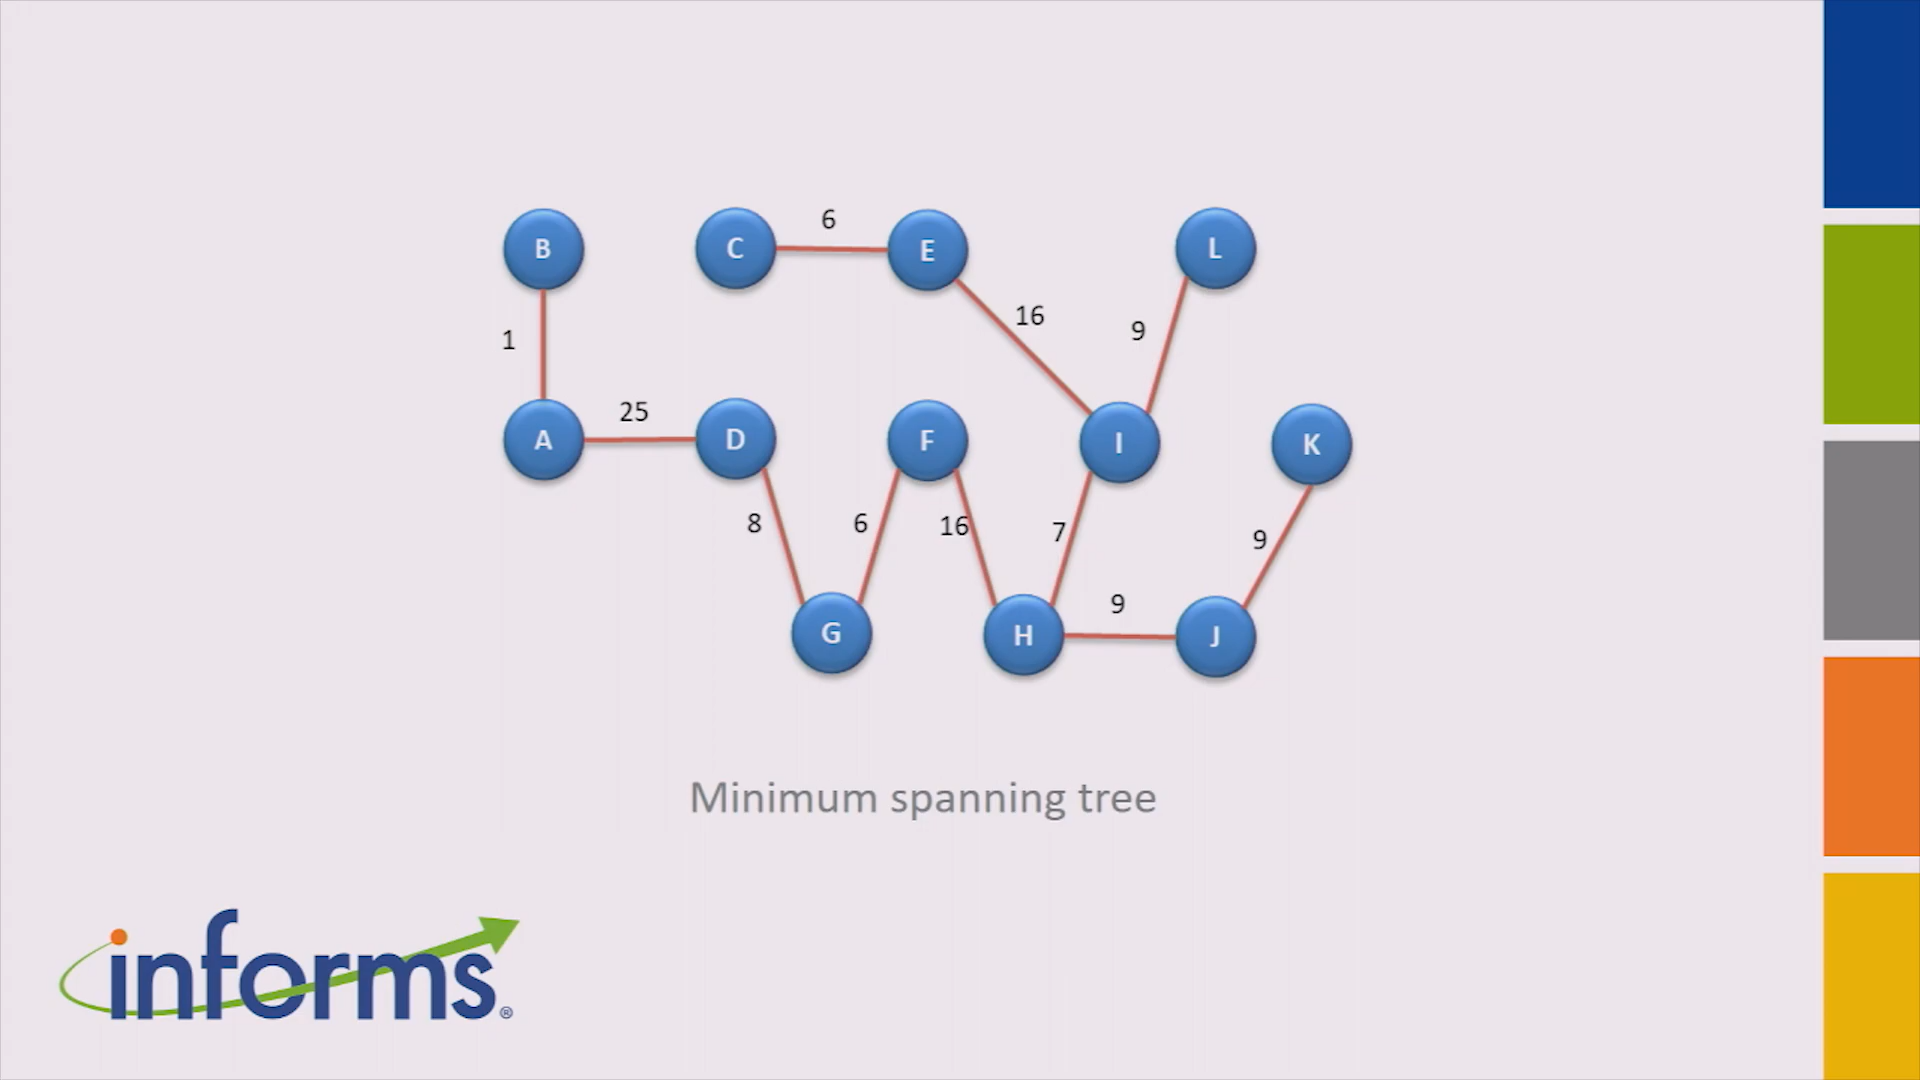 6
B C E L
16
9
1
25
A D F I K
8 6 16 7 9
9
G H J
Minimum spanning tree
informs®